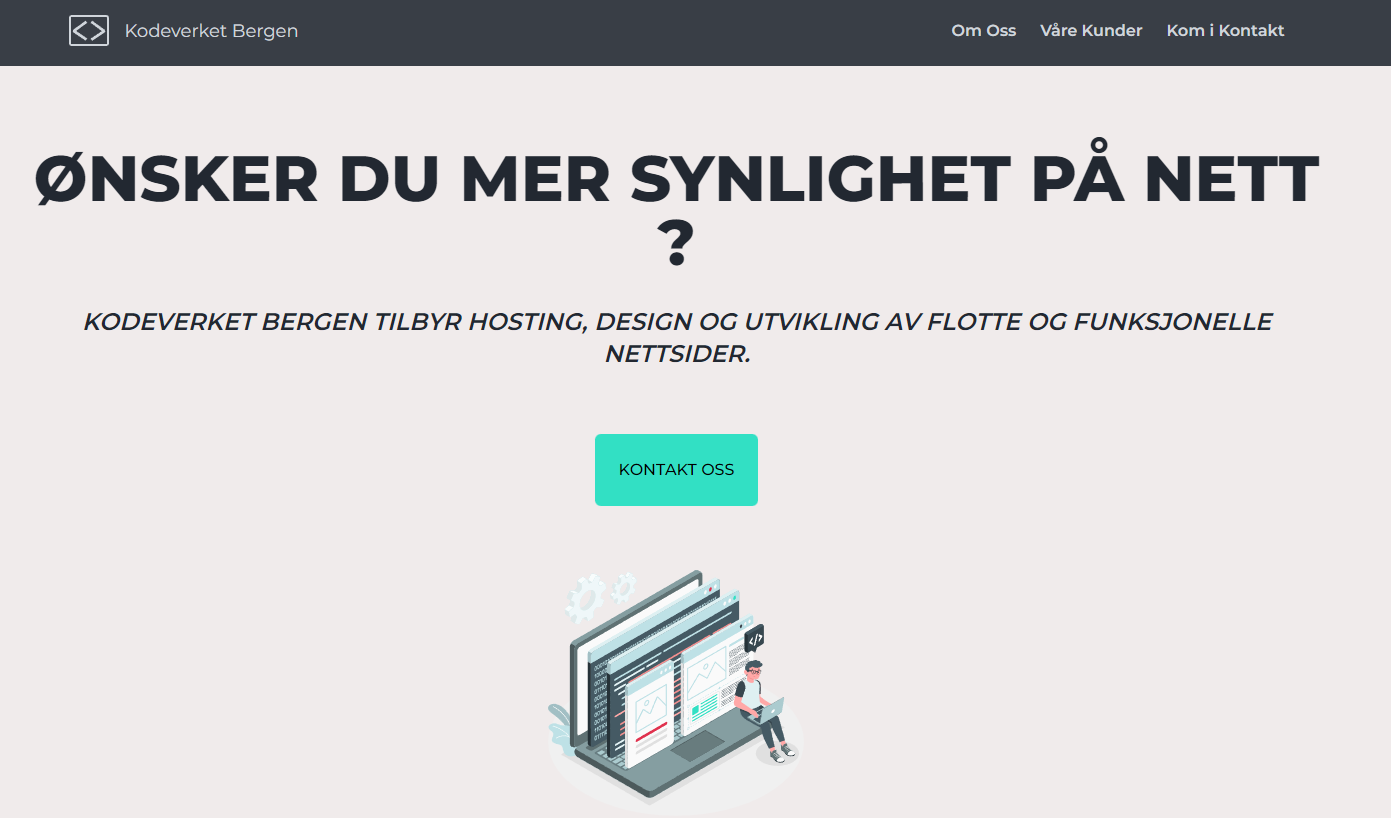 Kodeverket Bergen
Om Oss Våre Kunder Kom i Kontakt
ØNSKER DU MER SYNLIGHET PÅ NETT
?
KODEVERKET BERGEN TILBYR HOSTING, DESIGN OG UTVIKLING AV FLOTTE OG FUNKSJONELLE
NETTSIDER.
KONTAKT OSS